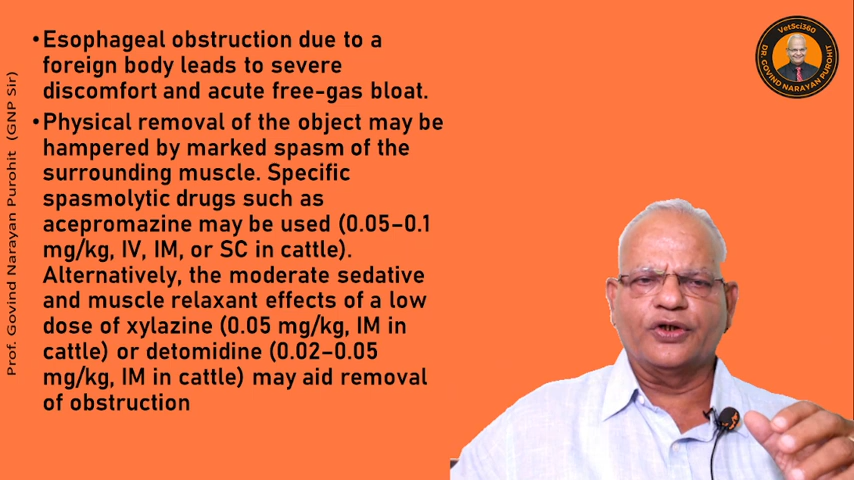 •Esophageal obstruction due to a
foreign body leads to severe
discomfort and acute free-gas bloat.
•Physical removal of the object may be
hampered by marked spasm of the
surrounding muscle. Specific
spasmolytic drugs such as
acepromazine may be used (0.05–0.1
mg/kg, IV, IM, or SC in cattle).
Alternatively, the moderate sedative
and muscle relaxant effects of a low
dose of xylazine (0.05 mg/kg, IM in
cattle) or detomidine (0.02–0.05
mg/kg, IM in cattle) may aid removal
of obstruction
Prof. Govind Narayan Purohit (GNP Sir)
VetSci360
DR. GOVIND NARAYAN PUROHIT